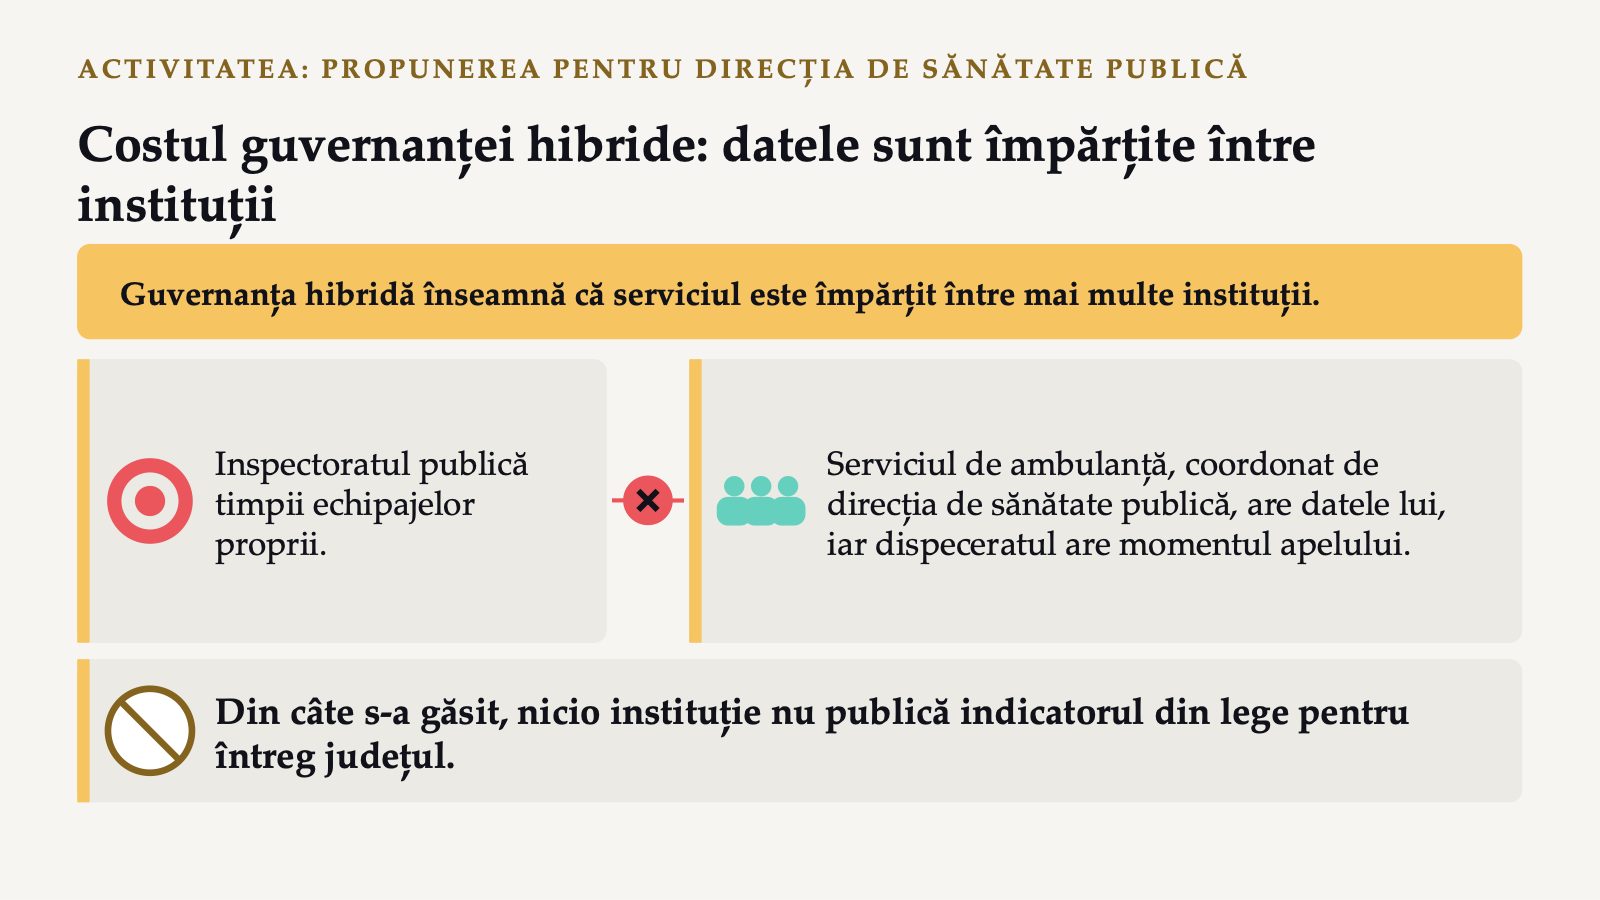 ACTIVITATEA: PROPUNEREA PENTRU DIRECȚIA DE SĂNĂTATE PUBLICĂ
Costul guvernanței hibride: datele sunt împărțite între
instituții
Guvernanța hibridă înseamnă că serviciul este împărțit între mai multe instituții.
Inspectoratul publică
timpii echipajelor
proprii.
Serviciul de ambulanță, coordonat de
direcția de sănătate publică, are datele lui,
iar dispeceratul are momentul apelului.
Din câte s-a găsit, nicio instituție nu publică indicatorul din lege pentru
întreg județul.